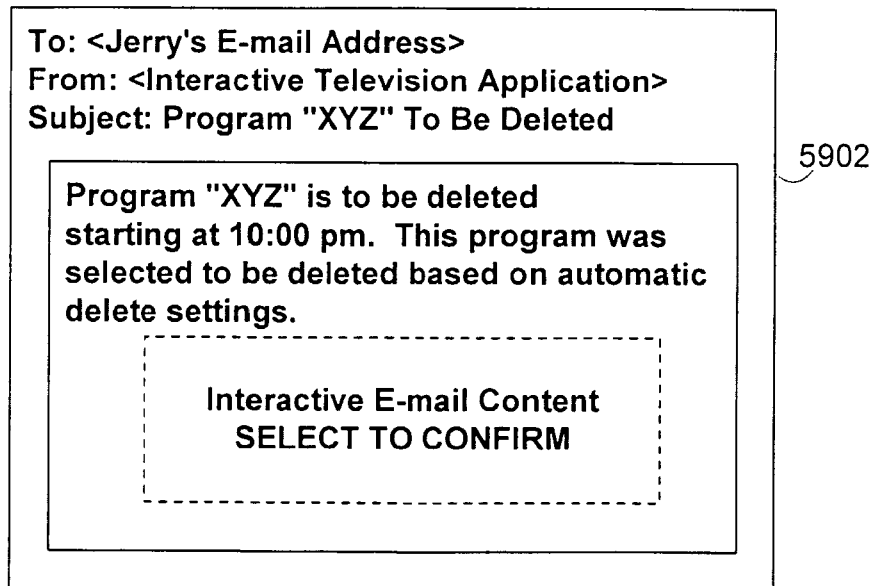 To: <Jerry's E-mail Address>
From: <Interactive Television Application>
Subject: Program "XYZ" To Be Deleted
5902
Program "XYZ" is to be deleted
starting at 10:00 pm. This program was
selected to be deleted based on automatic
delete settings.
Interactive E-mail Content
SELECT TO CONFIRM